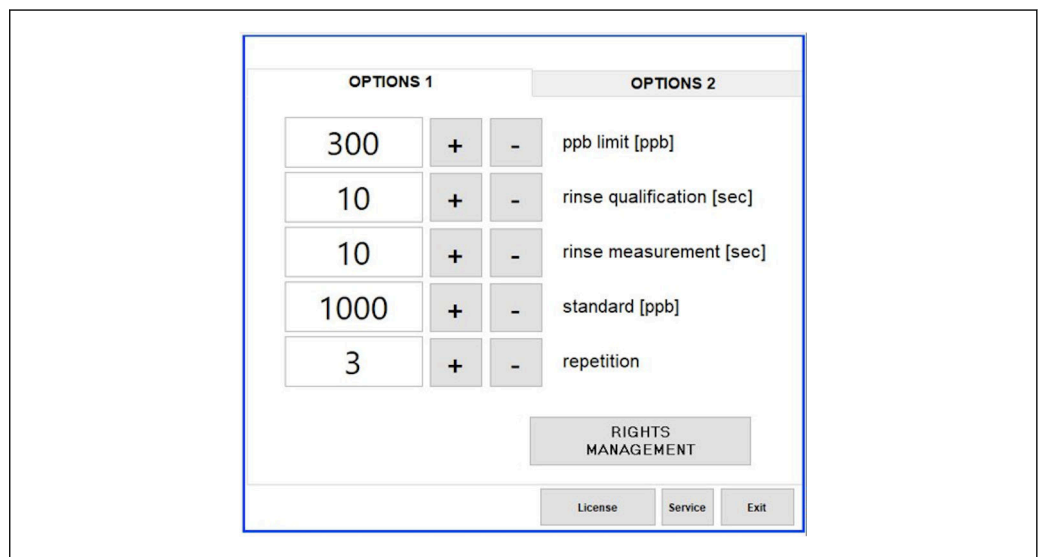 OPTIONS 1 OPTIONS 2
300 + - ppb limit [ppb]
10 + - rinse qualification [sec]
10 + - rinse measurement [sec]
1000 + - standard [ppb]
3 + - repetition
RIGHTS
MANAGEMENT
License Service Exit